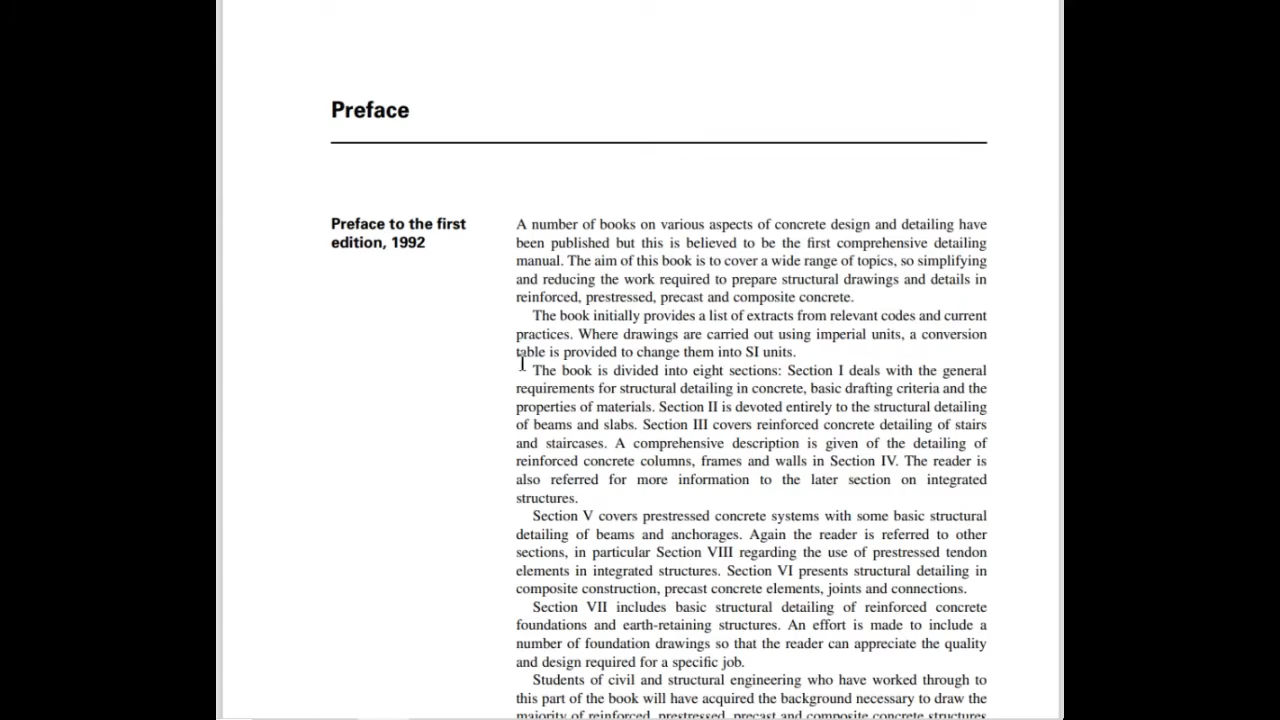 Preface
Preface to the first
edition, 1992
A number of books on various aspects of concrete design and detailing have
been published but this is believed to be the first comprehensive detailing
manual. The aim of this book is to cover a wide range of topics, so simplifying
and reducing the work required to prepare structural drawings and details in
reinforced, prestressed, precast and composite concrete.
The book initially provides a list of extracts from relevant codes and current
practices. Where drawings are carried out using imperial units, a conversion
table is provided to change them into SI units.
The book is divided into eight sections: Section I deals with the general
requirements for structural detailing in concrete, basic drafting criteria and the
properties of materials. Section II is devoted entirely to the structural detailing
of beams and slabs. Section III covers reinforced concrete detailing of stairs
and staircases. A comprehensive description is given of the detailing of
reinforced concrete columns, frames and walls in Section IV. The reader is
also referred for more information to the later section on integrated
structures.
Section V covers prestressed concrete systems with some basic structural
detailing of beams and anchorages. Again the reader is referred to other
sections, in particular Section VIII regarding the use of prestressed tendon
elements in integrated structures. Section VI presents structural detailing in
composite construction, precast concrete elements, joints and connections.
Section VII includes basic structural detailing of reinforced concrete
foundations and earth-retaining structures. An effort is made to include a
number of foundation drawings so that the reader can appreciate the quality
and design required for a specific job.
Students of civil and structural engineering who have worked through to
this part of the book will have acquired the background necessary to draw the
majority of reinforced, prestressed, precast and composite concrete structures